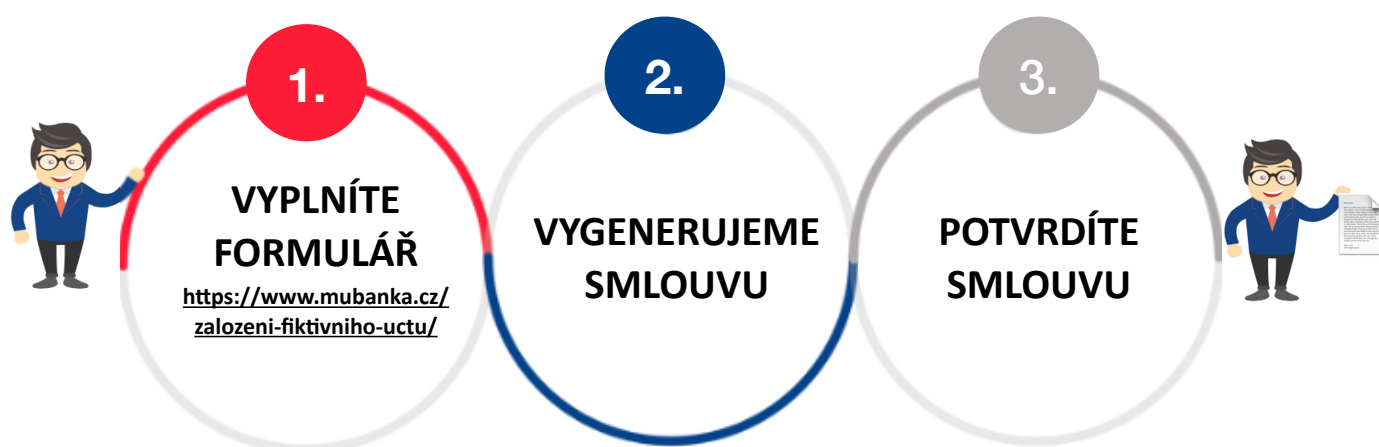 1.
VYPLNÍTE
FORMULÁŘ
https://www.mubanka.cz/
zalozeni-fiktivniho-uctu/
2.
VYGENERUJEME
SMLOUVU
3.
POTVRDÍTE
SMLOUVU